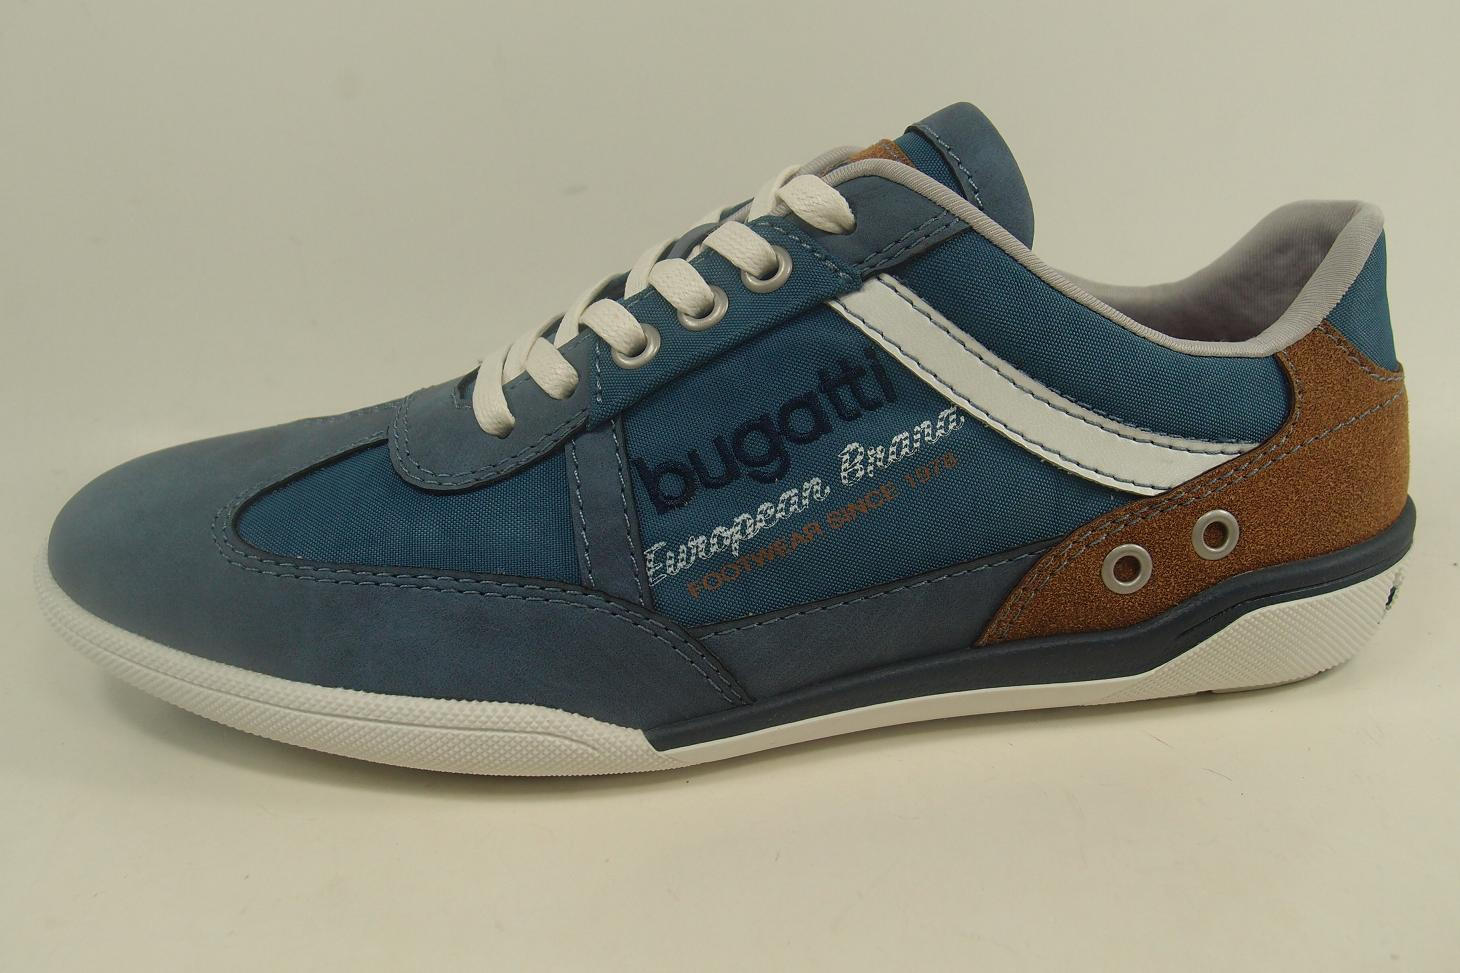 bugatti
European Brand
FOOTWEAR SINCE 1978